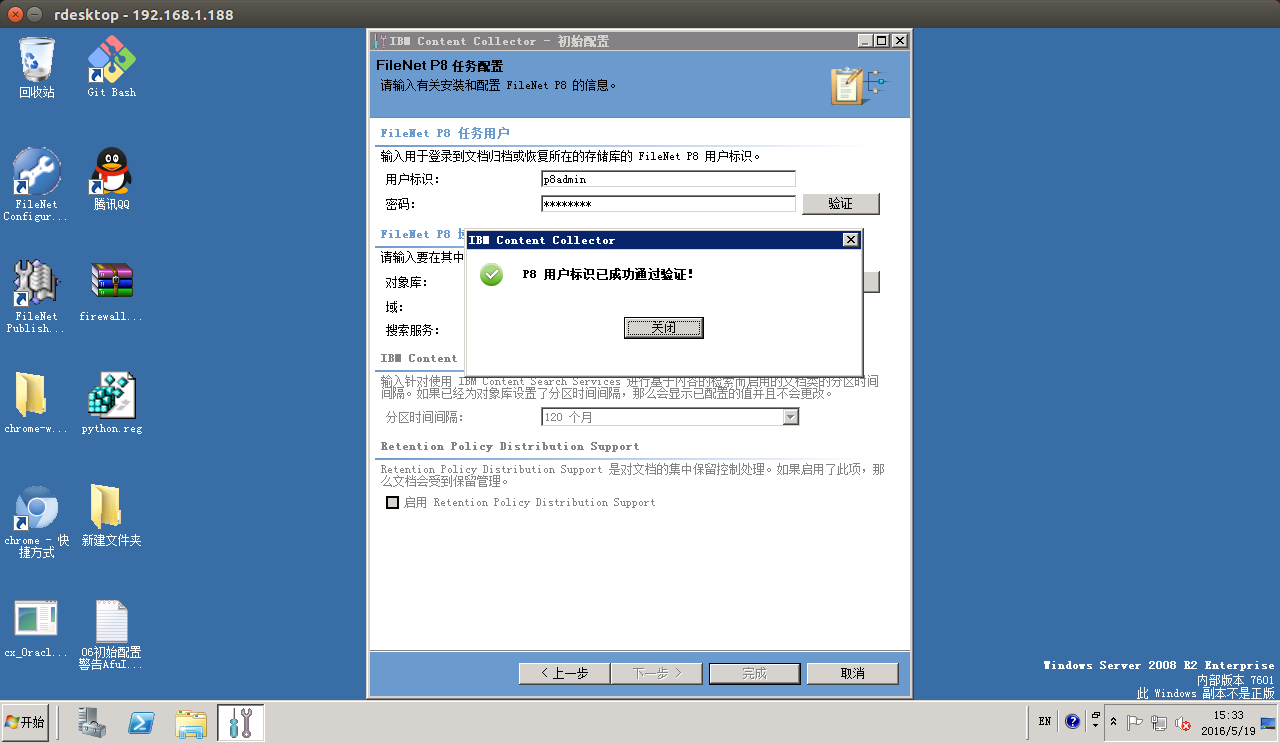 rdesktop - 192.168.1.188
回收站
Git Bash
FileNet
Configur...
腾讯QQ
FileNet
Publish...
firewall...
chrome-w...
python.reg
chrome - 快
捷方式
新建文件夹
cx_Oracl...
06初始配置
警告AfuI...
IBM Content Collector - 初始配置
FileNet P8 任务配置
请输入有关安装和配置 FileNet P8 的信息。
FileNet P8 任务用户
输入用于登录到文档归档或恢复所在的存储库的 FileNet P8 用户标识。
用户标识:
p8admin
密码:
********
验证
FileNet P8
请输入要在其中
对象库:
域:
搜索服务:
IBM Content Collector
P8 用户标识已成功通过验证!
关闭
IBM Content
输入针对使用 IBM Content Search Services 进行基于内容的检索而启用的文档类的分区时间
间隔。如果已经为对象库设置了分区时间间隔，那么会显示已配置的值并且不会更改。
分区时间间隔:
120 个月
Retention Policy Distribution Support
Retention Policy Distribution Support 是对文档的集中保留控制处理。如果启用了此项，那
么文档会受到保留管理。
启用 Retention Policy Distribution Support
< 上一步
下一步 >
完成
取消
Windows Server 2008 R2 Enterprise
内部版本 7601
此 Windows 副本不是正版
开始
EN
15:33
2016/5/19